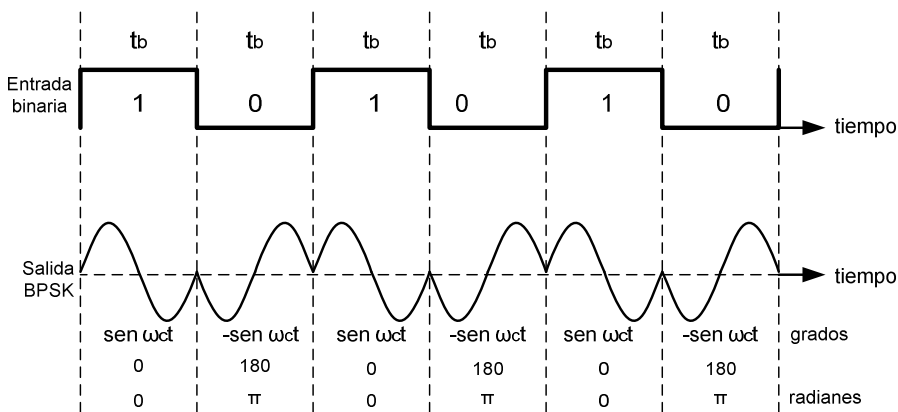 tb tb tb tb tb tb
Entrada
binaria
1 0 1 0 1 0
tiempo
Salida
BPSK
tiempo
sen ωct -sen ωct sen ωct -sen ωct sen ωct -sen ωct grados
0 180 0 180 0 180
0 π 0 π 0 π radianes